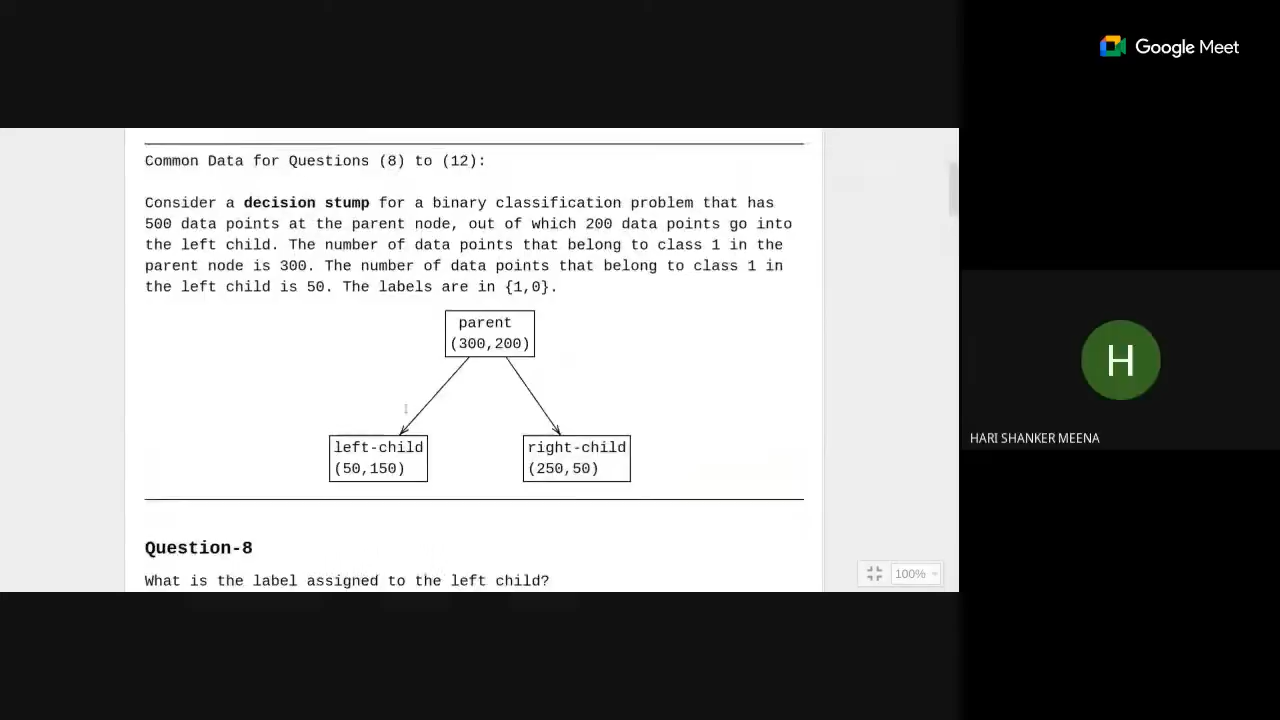 Google Meet
Common Data for Questions (8) to (12):
Consider a decision stump for a binary classification problem that has
500 data points at the parent node, out of which 200 data points go into
the left child. The number of data points that belong to class 1 in the
parent node is 300. The number of data points that belong to class 1 in
the left child is 50. The labels are in {1,0}.
parent
(300,200)
left-child
(50,150)
right-child
(250,50)
H
HARI SHANKER MEENA
Question-8
What is the label assigned to the left child?
100%